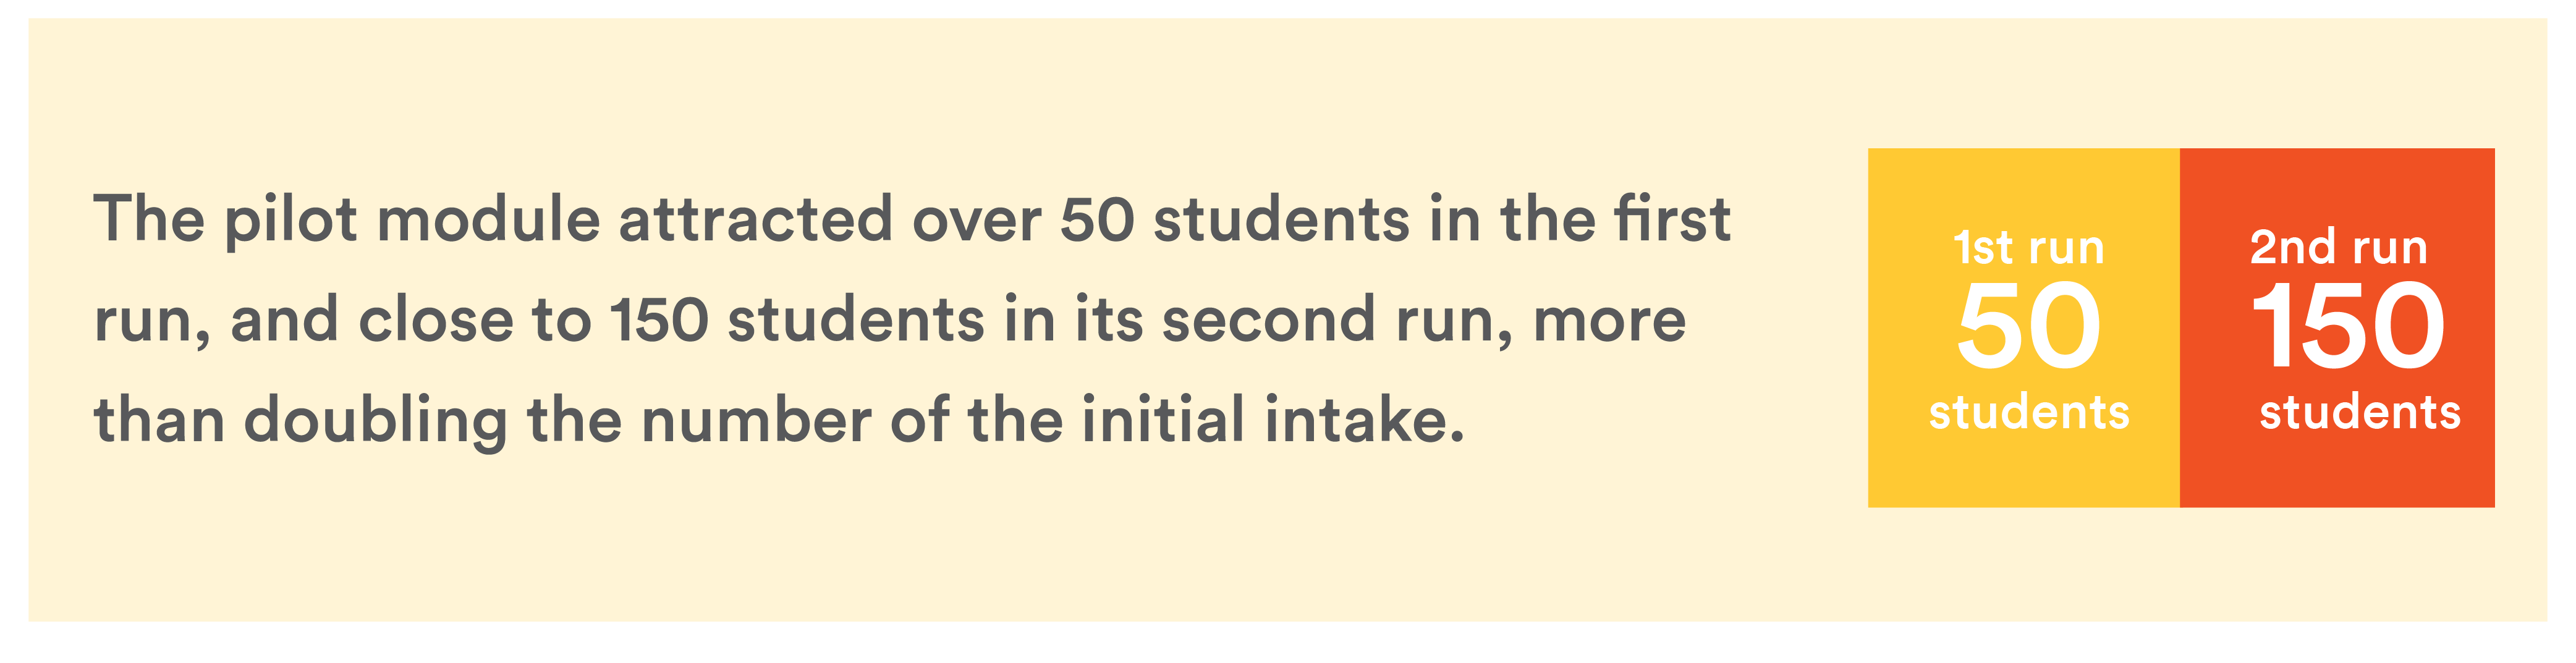 The pilot module attracted over 50 students in the first
run, and close to 150 students in its second run, more
than doubling the number of the initial intake.
1st run
50
students
2nd run
150
students